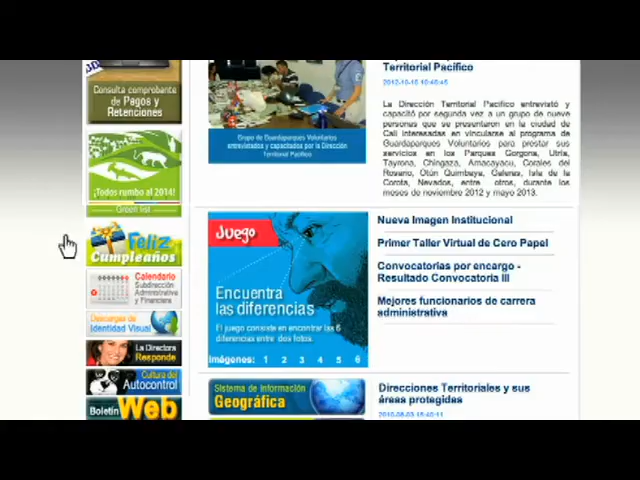 Consulta comprobante
de Pagos y
Retenciones
¡Todos rumbo al 2014!
Green list
Feliz
Cumpleaños
Calendario
Subdirección
Administrativa y
Financiera
Descargas de
Identidad Visual
La Directora
Responde
Cultura del
Autocontrol
Boletín Web
Grupo de Guardaparques Voluntarios
entrevistados y capacitados por la Dirección
Territorial Pacífico
Juego
Encuentra
las diferencias
El juego consiste en encontrar las 6
diferencias entre dos fotos.
Imágenes: 1 2 3 4 5 6
Sistema de Información
Geográfica
Territorial Pacífico
La Dirección Territorial Pacífico entrevistó y
capacitó por segunda vez a un grupo de nueve
personas que se presentaron en la ciudad de
Cali interesadas en vincularse al programa de
Guardaparques Voluntarios para prestar sus
servicios en los Parques Gorgona, Utría,
Tayrona, Chingaza, Amacayacu, Corales del
Rosario, Otún Quimbaya, Galeras, Isla de la
Corota, Nevados, entre otros, durante los
meses de noviembre 2012 y mayo 2013.
Nueva Imagen Institucional
Primer Taller Virtual de Cero Papel
Convocatorias por encargo -
Resultado Convocatoria III
Mejores funcionarios de carrera
administrativa
Direcciones Territoriales y sus
áreas protegidas